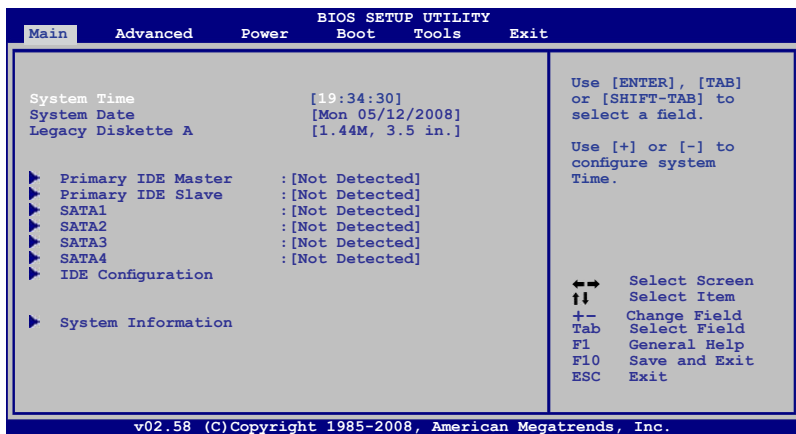 BIOS SETUP UTILITY
Main Advanced Power Boot Tools Exit
System Time [19:34:30]
System Date [Mon 05/12/2008]
Legacy Diskette A [1.44M, 3.5 in.]
Primary IDE Master :[Not Detected]
Primary IDE Slave :[Not Detected]
SATA1 :[Not Detected]
SATA2 :[Not Detected]
SATA3 :[Not Detected]
SATA4 :[Not Detected]
IDE Configuration
System Information
Use [ENTER], [TAB]
or [SHIFT-TAB] to
select a field.
Use [+] or [-] to
configure system
Time.
←→ Select Screen
↑↓ Select Item
+- Change Field
Tab Select Field
F1 General Help
F10 Save and Exit
ESC Exit
v02.58 (C)Copyright 1985-2008, American Megatrends, Inc.